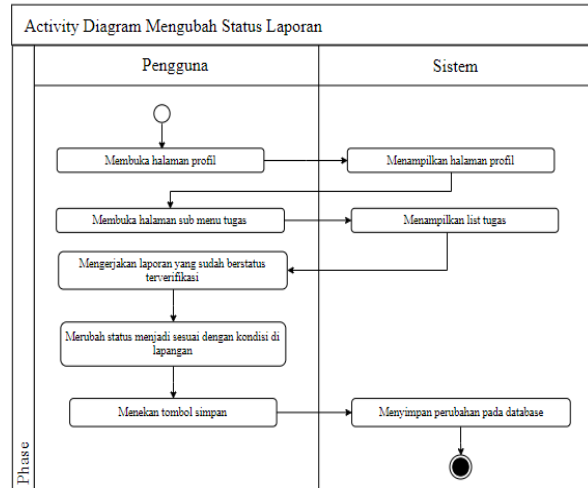 Activity Diagram Mengubah Status Laporan
Pengguna
Sistem
Membuka halaman profil
Menampilkan halaman profil
Membuka halaman sub menu tugas
Menampilkan list tugas
Mengerjakan laporan yang sudah berstatus
terverifikasi
Merubah status menjadi sesuai dengan kondisi di
lapangan
Menekan tombol simpan
Menyimpan perubahan pada database
Phase